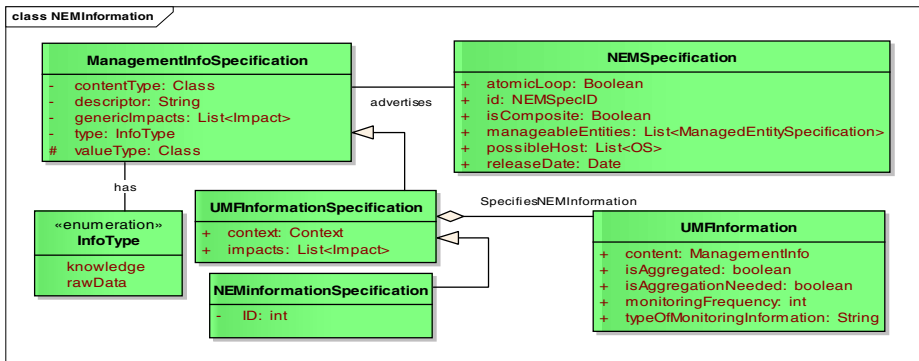 class NEMInformation
ManagementInfoSpecification
- contentType: Class
- descriptor: String
- genericImpacts: List<Impact>
- type: InfoType
# valueType: Class
advertises
NEMSpecification
+ atomicLoop: Boolean
+ id: NEMSpecID
+ isComposite: Boolean
+ manageableEntities: List<ManagedEntitySpecification>
+ possibleHost: List<OS>
+ releaseDate: Date
has
«enumeration»
InfoType
knowledge
rawData
UMFInformationSpecification
+ context: Context
+ impacts: List<Impact>
SpecifiesNEMInformation
UMFInformation
+ content: ManagementInfo
+ isAggregated: boolean
+ isAggregationNeeded: boolean
+ monitoringFrequency: int
+ typeOfMonitoringInformation: String
NEMinformationSpecification
- ID: int